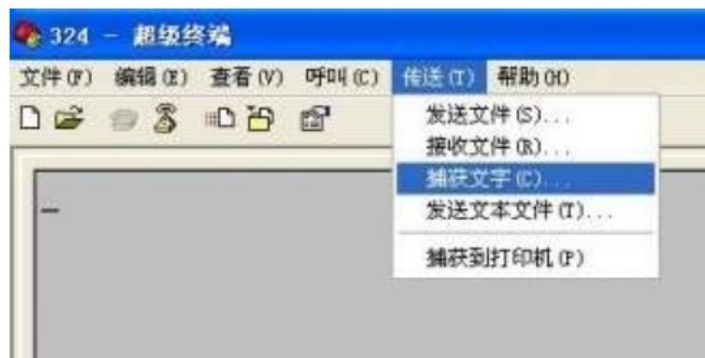 324 - 超级终端
文件(F) 编辑(E) 查看(V) 呼叫(C) 传送(T) 帮助(H)
发送文件(S)...
接收文件(R)...
捕获文字(C)...
发送文本文件(T)...
捕获到打印机(P)